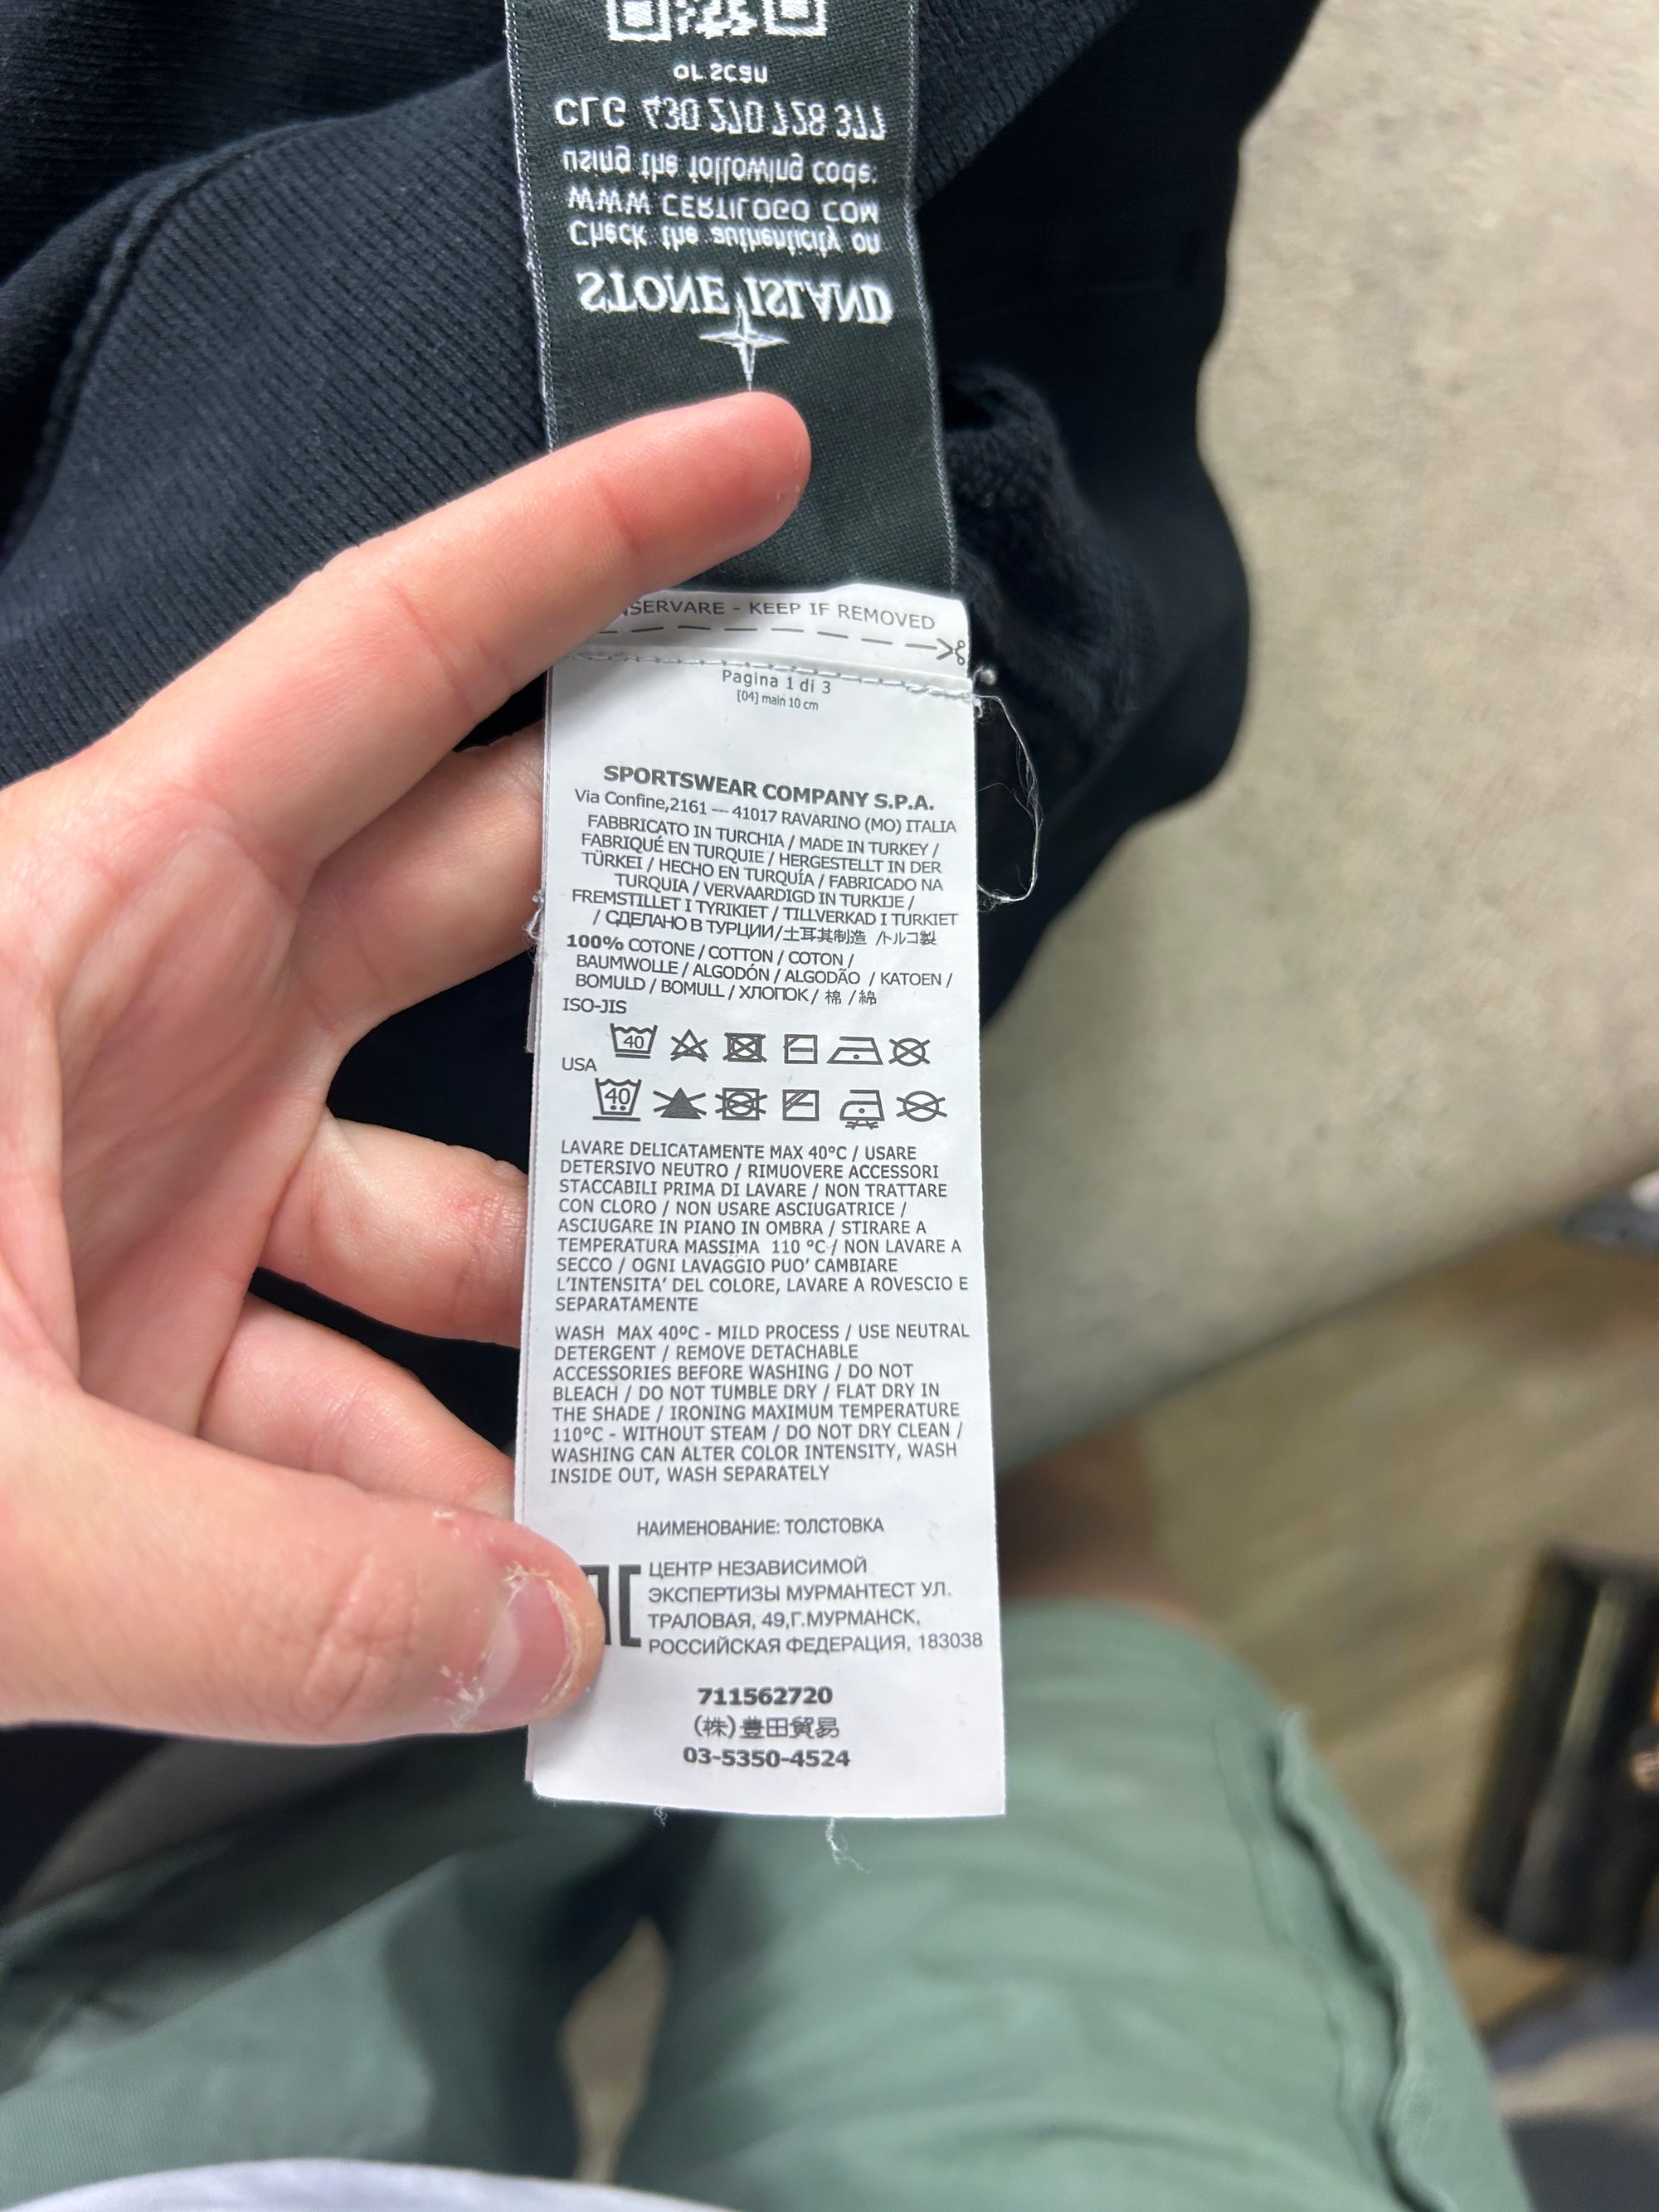 STONE ISLAND
Check the authenticity on
WWW CERTILOGO COM
using the following code:
CLG 430 270 728 377
or scan
KEEP IF REMOVED
Pagina 1 di 3
[04] main 10 cm
SPORTSWEAR COMPANY S.P.A.
Via Confine,2161 — 41017 RAVARINO (MO) ITALIA
FABBRICATO IN TURCHIA / MADE IN TURKEY /
FABRIQUÉ EN TURQUIE / HERGESTELLT IN DER
TÜRKEI / HECHO EN TURQUÍA / FABRICADO NA
TURQUIA / VERVAARDIGD IN TURKIJE /
FREMSTILLET I TYRIKIET / TILLVERKAD I TURKIET
/ СДЕЛАНО В ТУРЦИИ/土耳其制造 /トルコ製
100% COTONE / COTTON / COTON /
BAUMWOLLE / ALGODÓN / ALGODÃO / KATOEN /
BOMULD / BOMULL / ХЛОПОК / 棉 / 綿
ISO-JIS
40
USA
40
LAVARE DELICATAMENTE MAX 40°C / USARE
DETERSIVO NEUTRO / RIMUOVERE ACCESSORI
STACCABILI PRIMA DI LAVARE / NON TRATTARE
CON CLORO / NON USARE ASCIUGATRICE /
ASCIUGARE IN PIANO IN OMBRA / STIRARE A
TEMPERATURA MASSIMA 110 °C / NON LAVARE A
SECCO / OGNI LAVAGGIO PUO' CAMBIARE
L'INTENSITA' DEL COLORE, LAVARE A ROVESCIO E
SEPARATAMENTE
WASH MAX 40°C - MILD PROCESS / USE NEUTRAL
DETERGENT / REMOVE DETACHABLE
ACCESSORIES BEFORE WASHING / DO NOT
BLEACH / DO NOT TUMBLE DRY / FLAT DRY IN
THE SHADE / IRONING MAXIMUM TEMPERATURE
110°C - WITHOUT STEAM / DO NOT DRY CLEAN /
WASHING CAN ALTER COLOR INTENSITY, WASH
INSIDE OUT, WASH SEPARATELY
НАИМЕНОВАНИЕ: ТОЛСТОВКА
ЦЕНТР НЕЗАВИСИМОЙ
ЭКСПЕРТИЗЫ МУРМАНТЕСТ УЛ.
ТРАЛОВАЯ, 49,Г.МУРМАНСК,
РОССИЙСКАЯ ФЕДЕРАЦИЯ, 183038
711562720
(株)豊田貿易
03-5350-4524